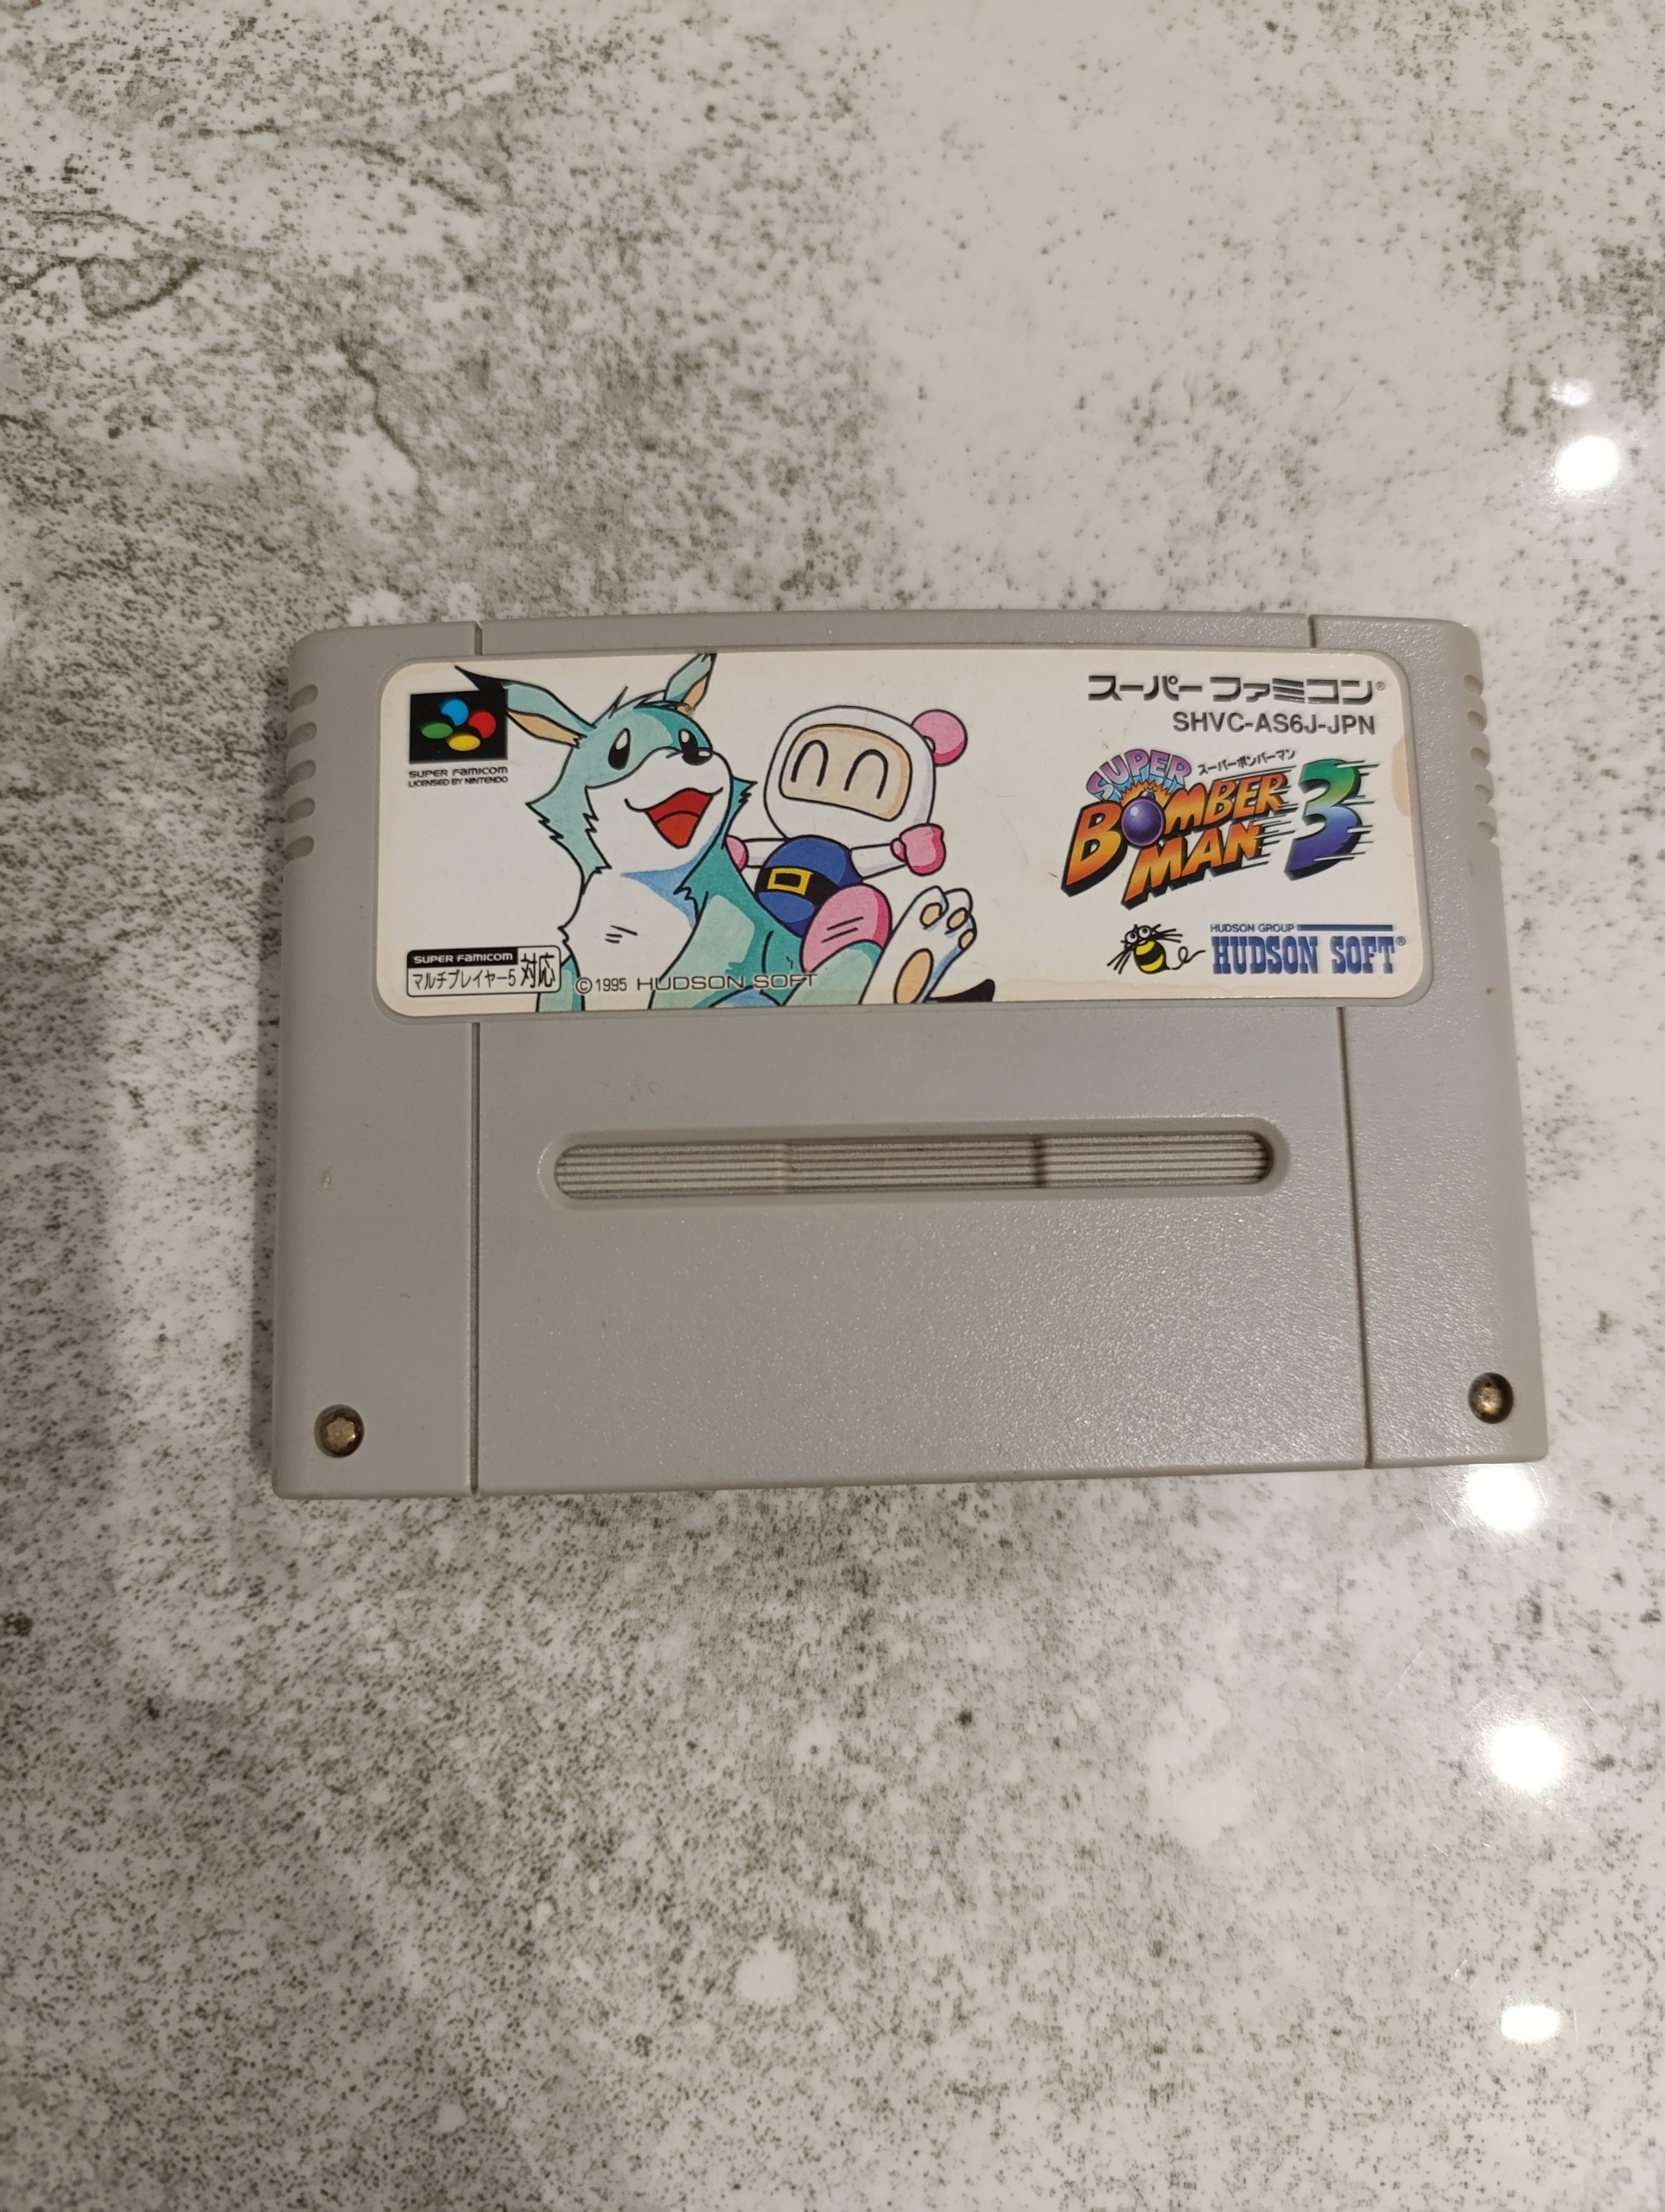 スーパーファミコン®
SHVC-AS6J-JPN
SUPER FAMICOM
LICENSED BY NINTENDO
スーパーボンバーマン
SUPER
BOMBER
MAN 3
HUDSON GROUP
HUDSON SOFT®
SUPER FAMICOM
マルチプレイヤー5 対応
©1995 HUDSON SOFT